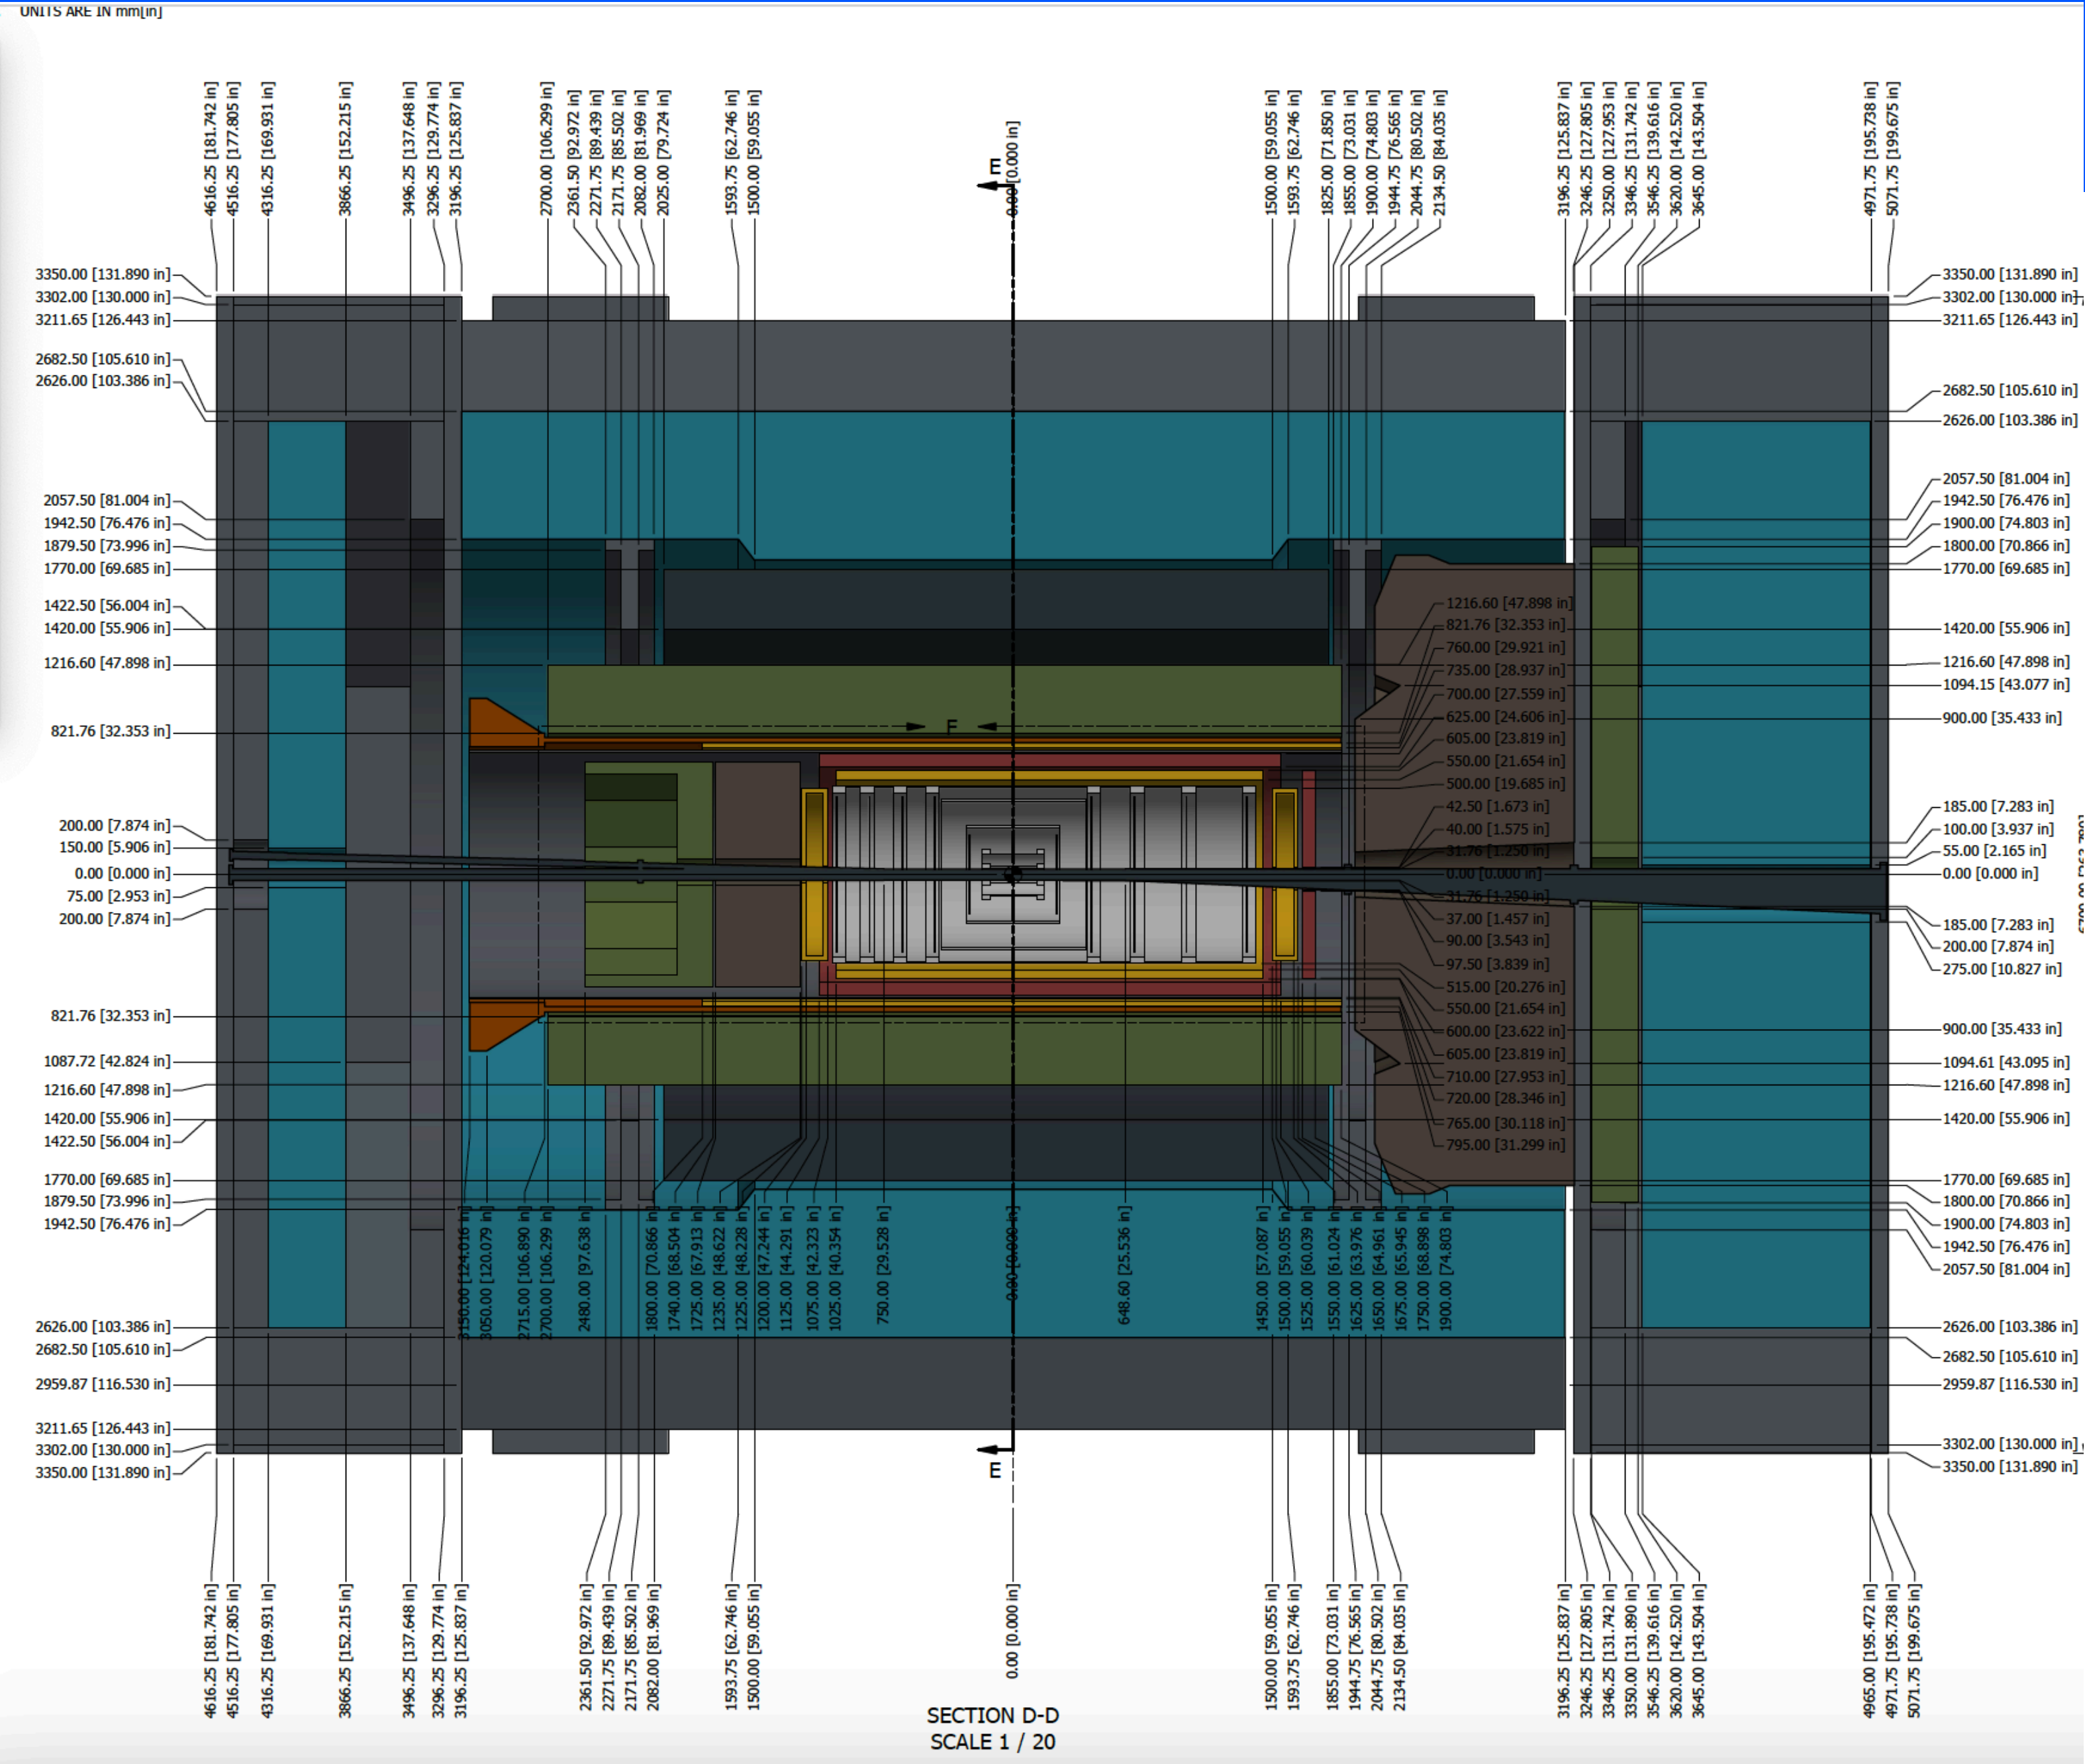 UNITS ARE IN mm[in]
4616.25 [181.742 in]
4516.25 [177.805 in]
4316.25 [169.931 in]
3866.25 [152.215 in]
3496.25 [137.648 in]
3296.25 [129.774 in]
3196.25 [125.837 in]
2700.00 [106.299 in]
2361.50 [92.972 in]
2271.75 [89.439 in]
2171.75 [85.502 in]
2082.00 [81.969 in]
2025.00 [79.724 in]
1593.75 [62.746 in]
1500.00 [59.055 in]
0.00 [0.000 in]
1500.00 [59.055 in]
1593.75 [62.746 in]
1825.00 [71.850 in]
1855.00 [73.031 in]
1900.00 [74.803 in]
1944.75 [76.565 in]
2044.75 [80.502 in]
2134.50 [84.035 in]
3196.25 [125.837 in]
3246.25 [127.805 in]
3250.00 [127.953 in]
3346.25 [131.742 in]
3546.25 [139.616 in]
3620.00 [142.520 in]
3645.00 [143.504 in]
4971.75 [195.738 in]
5071.75 [199.675 in]
E
3350.00 [131.890 in]
3302.00 [130.000 in]
3211.65 [126.443 in]
2682.50 [105.610 in]
2626.00 [103.386 in]
2057.50 [81.004 in]
1942.50 [76.476 in]
1879.50 [73.996 in]
1770.00 [69.685 in]
1422.50 [56.004 in]
1420.00 [55.906 in]
1216.60 [47.898 in]
821.76 [32.353 in]
200.00 [7.874 in]
150.00 [5.906 in]
0.00 [0.000 in]
75.00 [2.953 in]
200.00 [7.874 in]
821.76 [32.353 in]
1087.72 [42.824 in]
1216.60 [47.898 in]
1420.00 [55.906 in]
1422.50 [56.004 in]
1770.00 [69.685 in]
1879.50 [73.996 in]
1942.50 [76.476 in]
2626.00 [103.386 in]
2682.50 [105.610 in]
2959.87 [116.530 in]
3211.65 [126.443 in]
3302.00 [130.000 in]
3350.00 [131.890 in]
F
1216.60 [47.898 in]
821.76 [32.353 in]
760.00 [29.921 in]
735.00 [28.937 in]
700.00 [27.559 in]
625.00 [24.606 in]
605.00 [23.819 in]
550.00 [21.654 in]
500.00 [19.685 in]
42.50 [1.673 in]
40.00 [1.575 in]
31.76 [1.250 in]
0.00 [0.000 in]
31.76 [1.250 in]
37.00 [1.457 in]
90.00 [3.543 in]
97.50 [3.839 in]
515.00 [20.276 in]
550.00 [21.654 in]
600.00 [23.622 in]
605.00 [23.819 in]
710.00 [27.953 in]
720.00 [28.346 in]
765.00 [30.118 in]
795.00 [31.299 in]
3350.00 [131.890 in]
3302.00 [130.000 in]
3211.65 [126.443 in]
2682.50 [105.610 in]
2626.00 [103.386 in]
2057.50 [81.004 in]
1942.50 [76.476 in]
1900.00 [74.803 in]
1800.00 [70.866 in]
1770.00 [69.685 in]
1420.00 [55.906 in]
1216.60 [47.898 in]
1094.15 [43.077 in]
900.00 [35.433 in]
185.00 [7.283 in]
100.00 [3.937 in]
55.00 [2.165 in]
0.00 [0.000 in]
185.00 [7.283 in]
200.00 [7.874 in]
275.00 [10.827 in]
900.00 [35.433 in]
1094.61 [43.095 in]
1216.60 [47.898 in]
1420.00 [55.906 in]
1770.00 [69.685 in]
1800.00 [70.866 in]
1900.00 [74.803 in]
1942.50 [76.476 in]
2057.50 [81.004 in]
2626.00 [103.386 in]
2682.50 [105.610 in]
2959.87 [116.530 in]
3302.00 [130.000 in]
3350.00 [131.890 in]
3150.00 [124.016 in]
3050.00 [120.079 in]
2715.00 [106.890 in]
2700.00 [106.299 in]
2480.00 [97.638 in]
1800.00 [70.866 in]
1740.00 [68.504 in]
1725.00 [67.913 in]
1235.00 [48.622 in]
1225.00 [48.228 in]
1200.00 [47.244 in]
1125.00 [44.291 in]
1075.00 [42.323 in]
1025.00 [40.354 in]
750.00 [29.528 in]
0.00 [0.000 in]
648.60 [25.536 in]
1450.00 [57.087 in]
1500.00 [59.055 in]
1525.00 [60.039 in]
1550.00 [61.024 in]
1625.00 [63.976 in]
1650.00 [64.961 in]
1675.00 [65.945 in]
1750.00 [68.898 in]
1900.00 [74.803 in]
E
4616.25 [181.742 in]
4516.25 [177.805 in]
4316.25 [169.931 in]
3866.25 [152.215 in]
3496.25 [137.648 in]
3296.25 [129.774 in]
3196.25 [125.837 in]
2361.50 [92.972 in]
2271.75 [89.439 in]
2171.75 [85.502 in]
2082.00 [81.969 in]
1593.75 [62.746 in]
1500.00 [59.055 in]
0.00 [0.000 in]
1500.00 [59.055 in]
1593.75 [62.746 in]
1855.00 [73.031 in]
1944.75 [76.565 in]
2044.75 [80.502 in]
2134.50 [84.035 in]
3196.25 [125.837 in]
3246.25 [127.805 in]
3346.25 [131.742 in]
3350.00 [131.890 in]
3546.25 [139.616 in]
3620.00 [142.520 in]
3645.00 [143.504 in]
4965.00 [195.472 in]
4971.75 [195.738 in]
5071.75 [199.675 in]
SECTION D-D
SCALE 1 / 20